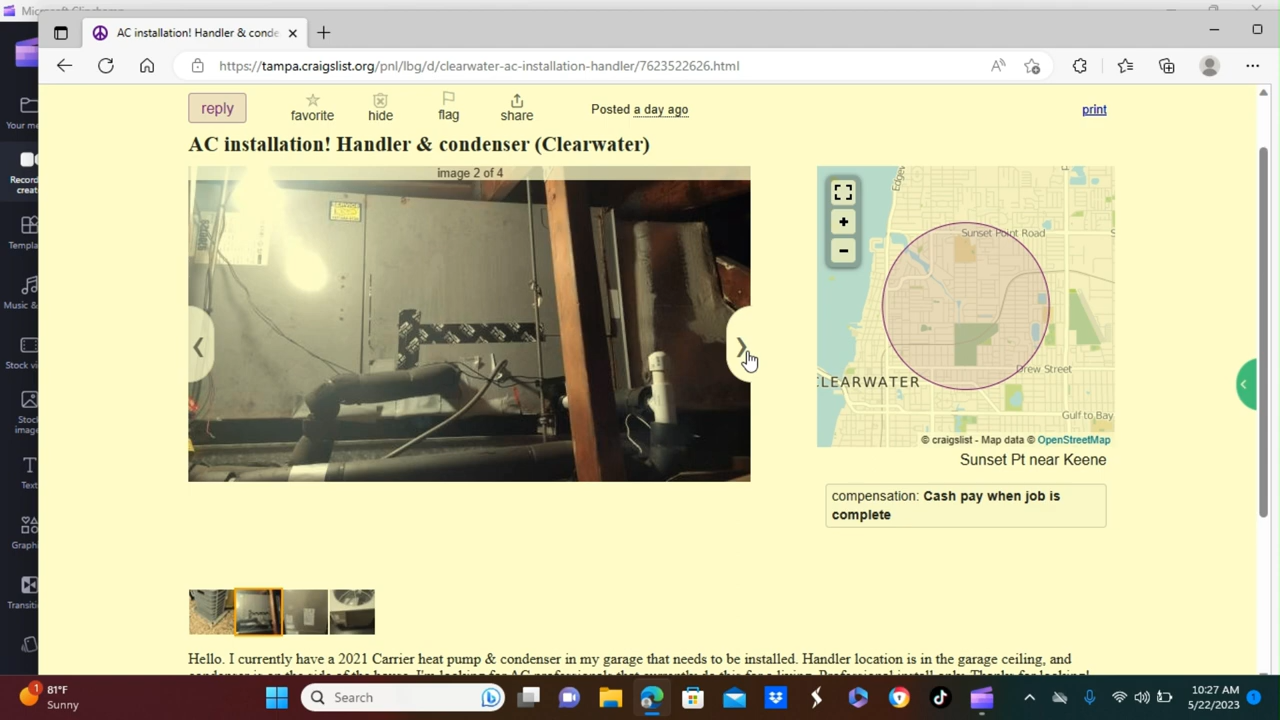 Microsoft Clipchamp
AC installation! Handler & conde
https://tampa.craigslist.org/pnl/lbg/d/clearwater-ac-installation-handler/7623522626.html
reply
favorite
hide
flag
share
Posted a day ago
print
AC installation! Handler & condenser (Clearwater)
image 2 of 4
Sunset Point Road
Drew Street
CLEARWATER
Gulf to Bay
© craigslist - Map data © OpenStreetMap
Sunset Pt near Keene
compensation: Cash pay when job is
complete
Your me
Record
creat
Templa
Music &
Stock vi
Stock
image
Text
Graph
Transiti
Hello. I currently have a 2021 Carrier heat pump & condenser in my garage that needs to be installed. Handler location is in the garage ceiling, and
1
81°F
Sunny
Search
10:27 AM
5/22/2023
1